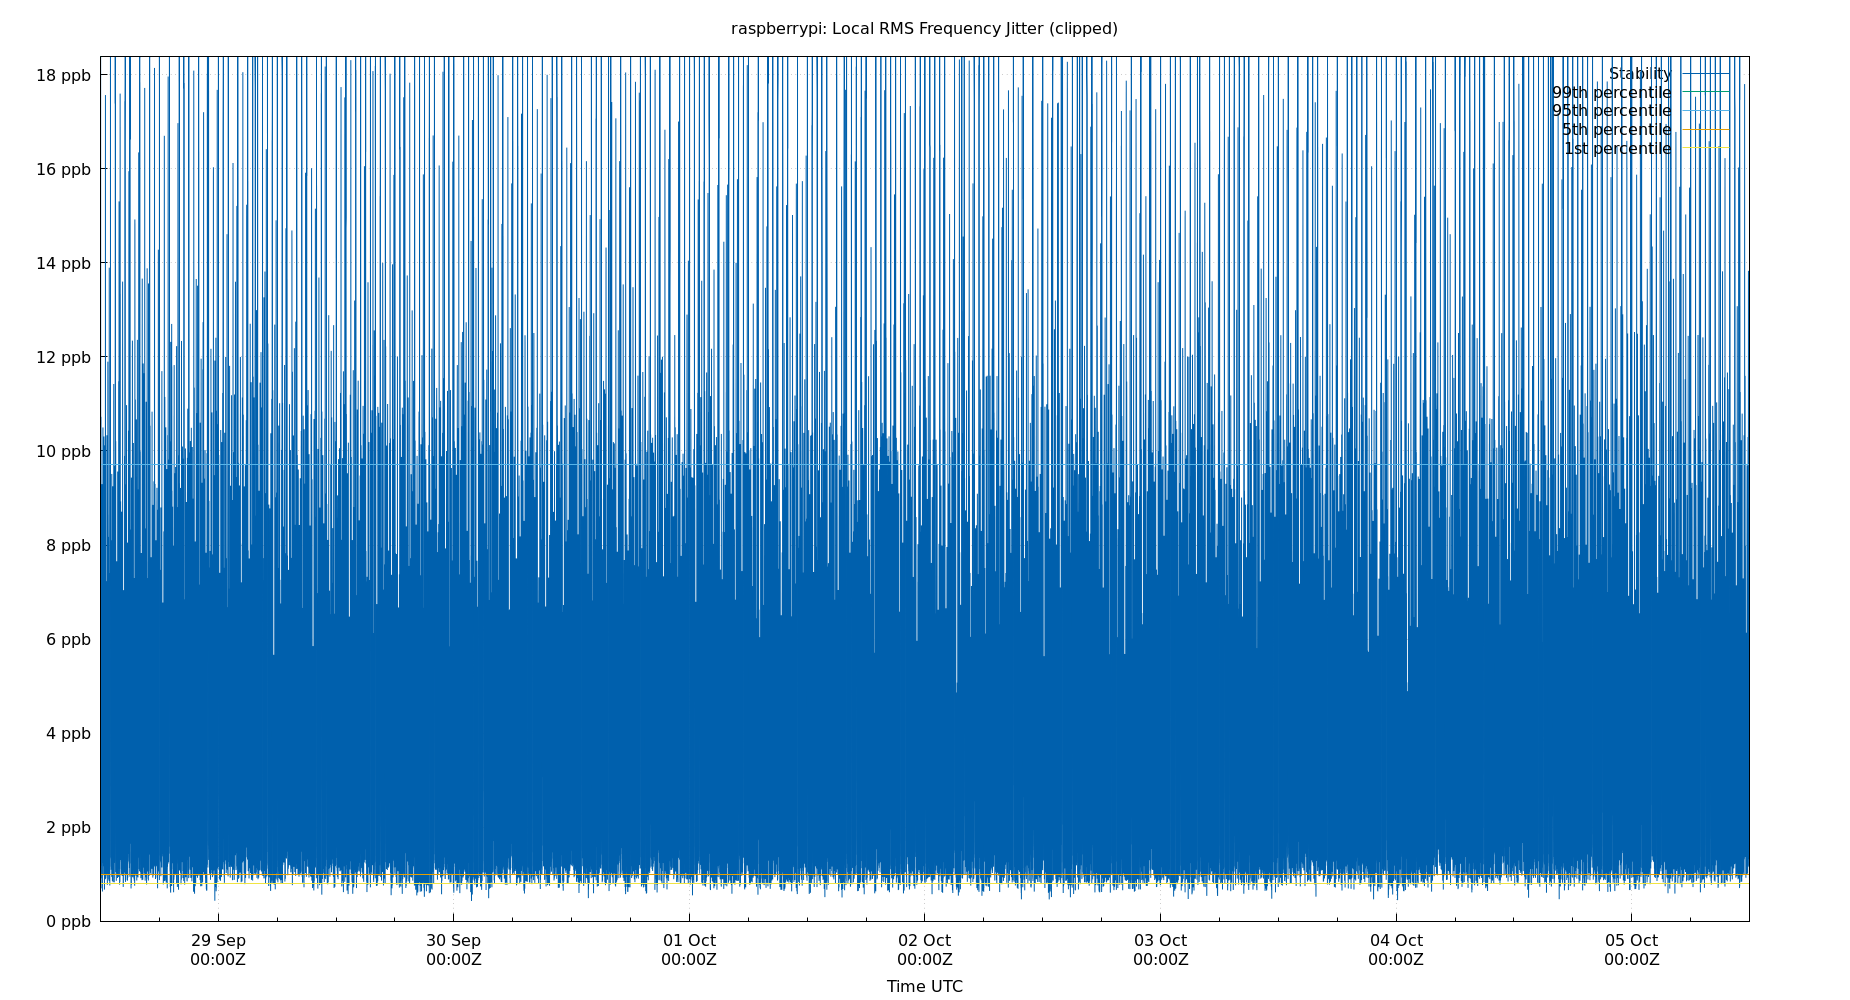 raspberrypi: Local RMS Frequency Jitter (clipped)
18 ppb
16 ppb
14 ppb
12 ppb
10 ppb
8 ppb
6 ppb
4 ppb
2 ppb
0 ppb
Stability
99th percentile
95th percentile
5th percentile
1st percentile
29 Sep 30 Sep 01 Oct 02 Oct 03 Oct 04 Oct 05 Oct
00:00Z 00:00Z 00:00Z 00:00Z 00:00Z 00:00Z 00:00Z
Time UTC